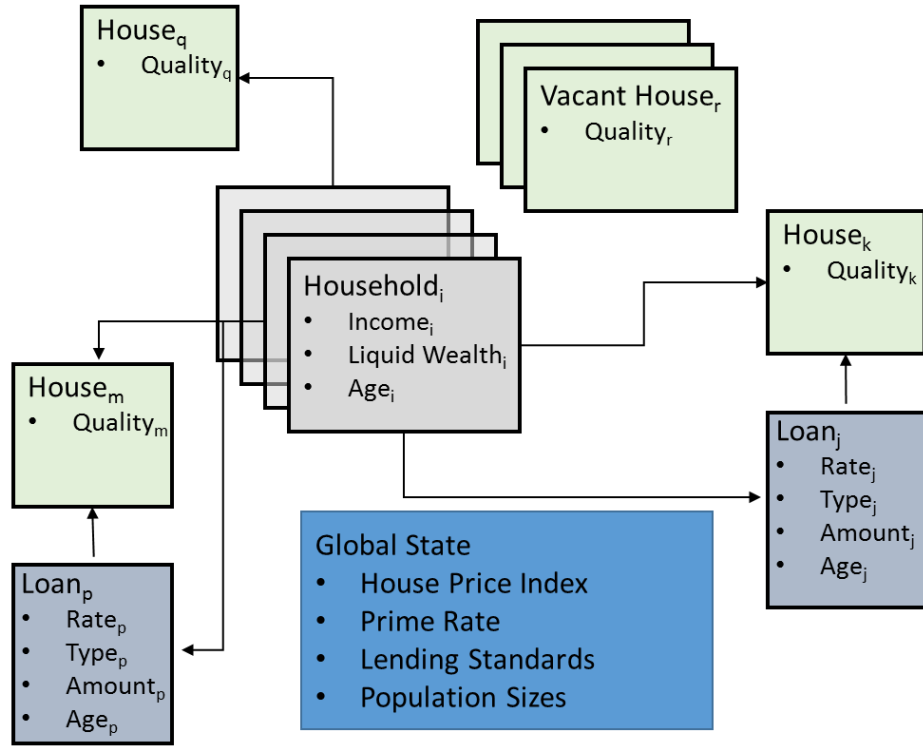 House_q
• Quality_q
Vacant House_r
• Quality_r
House_k
• Quality_k
Household_i
• Income_i
• Liquid Wealth_i
• Age_i
House_m
• Quality_m
Loan_j
• Rate_j
• Type_j
• Amount_j
• Age_j
Global State
• House Price Index
• Prime Rate
• Lending Standards
• Population Sizes
Loan_p
• Rate_p
• Type_p
• Amount_p
• Age_p